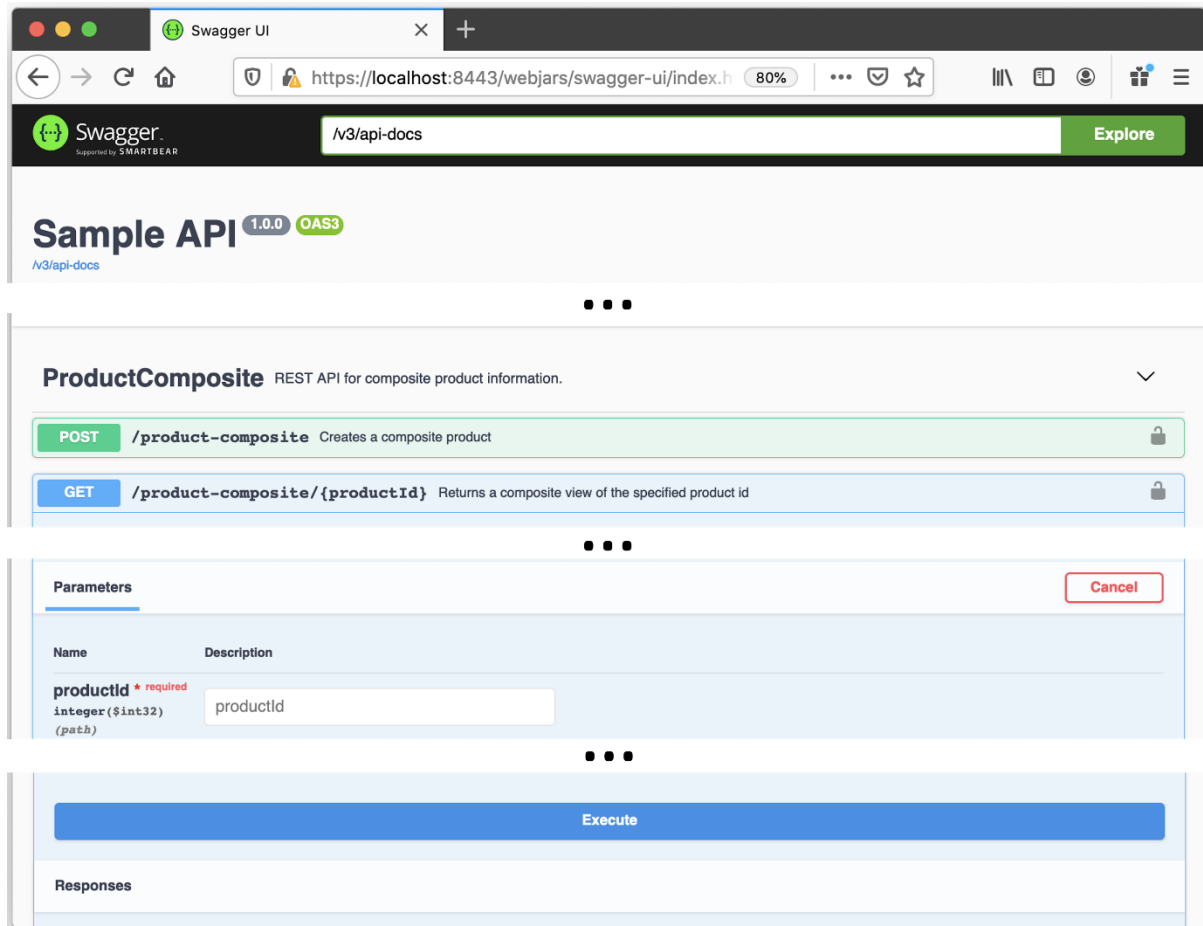 Swagger UI
https://localhost:8443/webjars/swagger-ui/index.h 80%
Swagger
Supported by SMARTBEAR
/v3/api-docs
Explore
Sample API 1.0.0 OAS3
/v3/api-docs
...
ProductComposite REST API for composite product information.
POST /product-composite Creates a composite product
GET /product-composite/{productId} Returns a composite view of the specified product id
...
Parameters Cancel
Name Description
productId * required
integer($int32)
(path)
productId
...
Execute
Responses